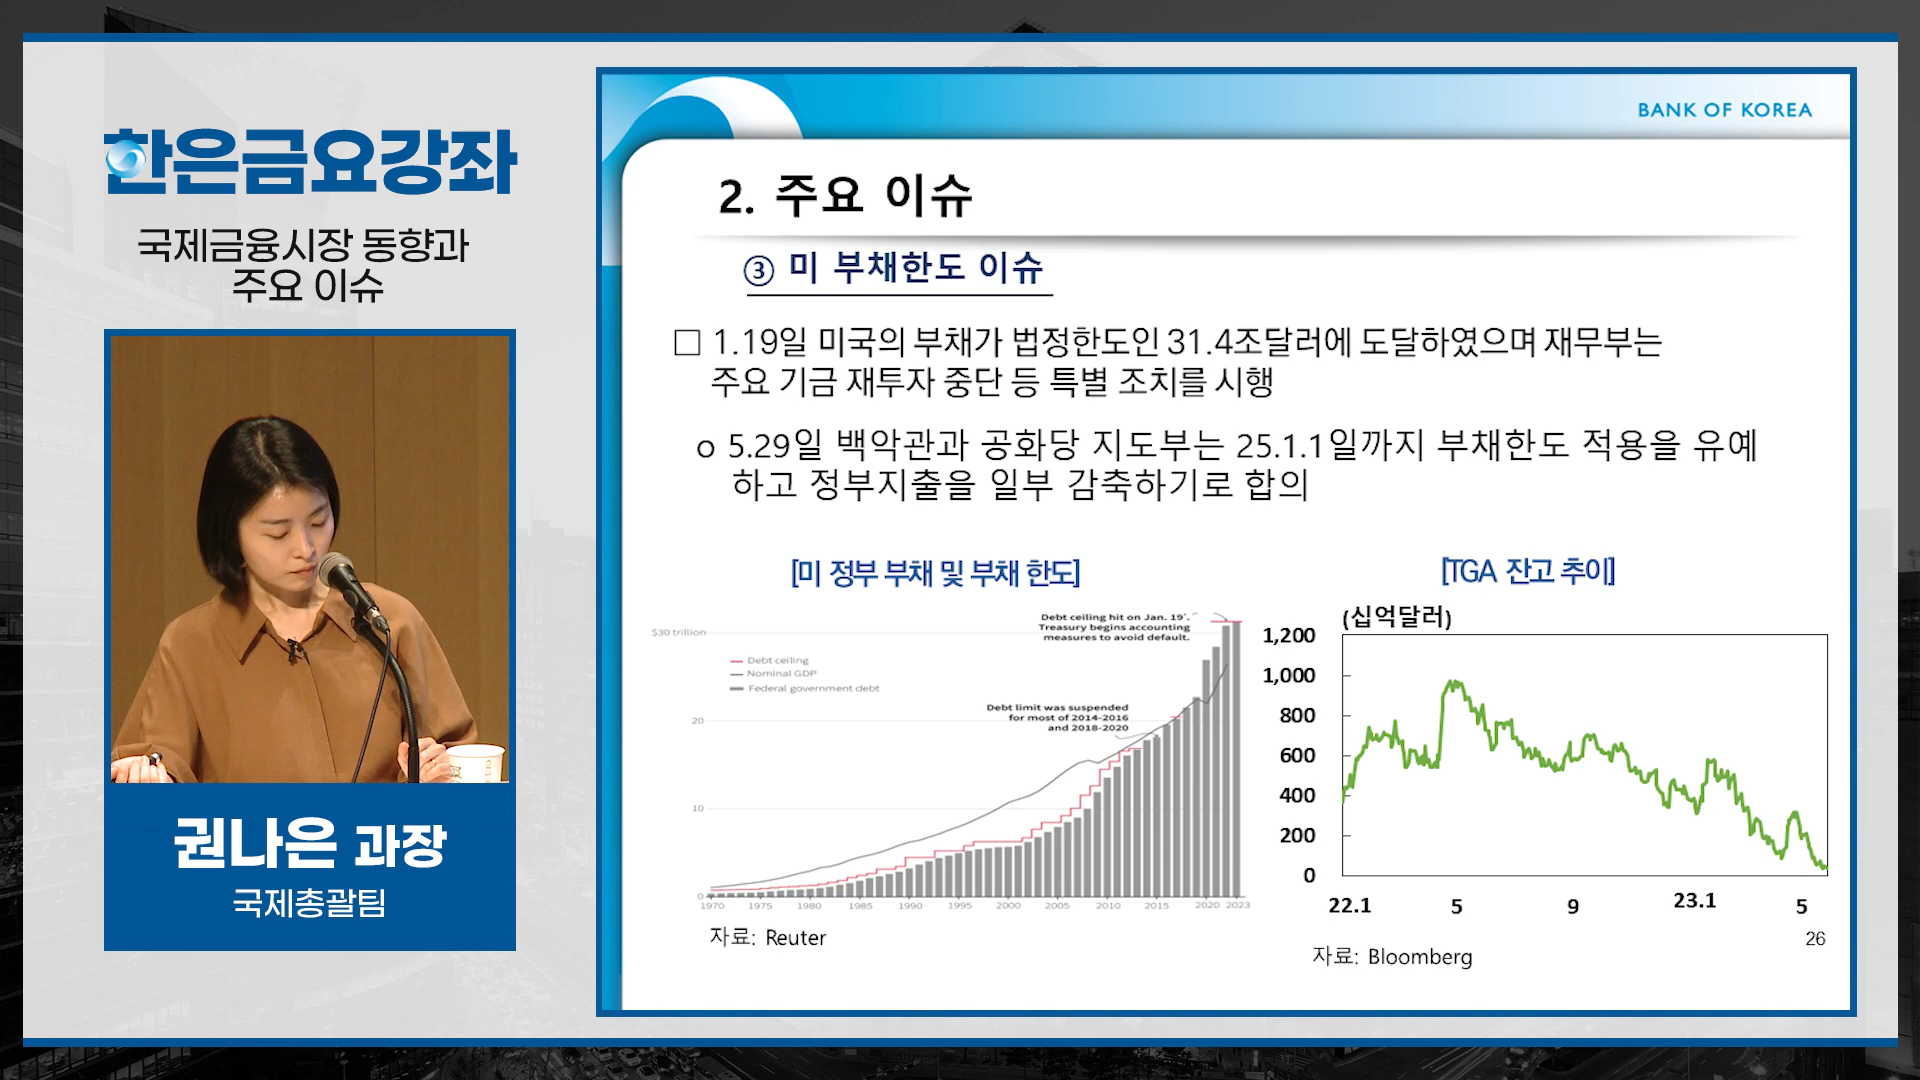 한은금요강좌
국제금융시장 동향과
주요 이슈
권나은 과장
국제총괄팀
BANK OF KOREA
2. 주요 이슈
③ 미 부채한도 이슈
□ 1.19일 미국의 부채가 법정한도인 31.4조달러에 도달하였으며 재무부는
주요 기금 재투자 중단 등 특별 조치를 시행
o 5.29일 백악관과 공화당 지도부는 25.1.1일까지 부채한도 적용을 유예
하고 정부지출을 일부 감축하기로 합의
[미 정부 부채 및 부채 한도]
$30 trillion
20
10
0
Debt ceiling
Nominal GDP
Federal government debt
Debt ceiling hit on Jan. 19.
Treasury begins accounting
measures to avoid default.
Debt limit was suspended
for most of 2014-2016
and 2018-2020
1970 1975 1980 1985 1990 1995 2000 2005 2010 2015 2020 2023
자료: Reuter
[TGA 잔고 추이]
(십억달러)
1,200
1,000
800
600
400
200
0
22.1 5 9 23.1 5
자료: Bloomberg
26